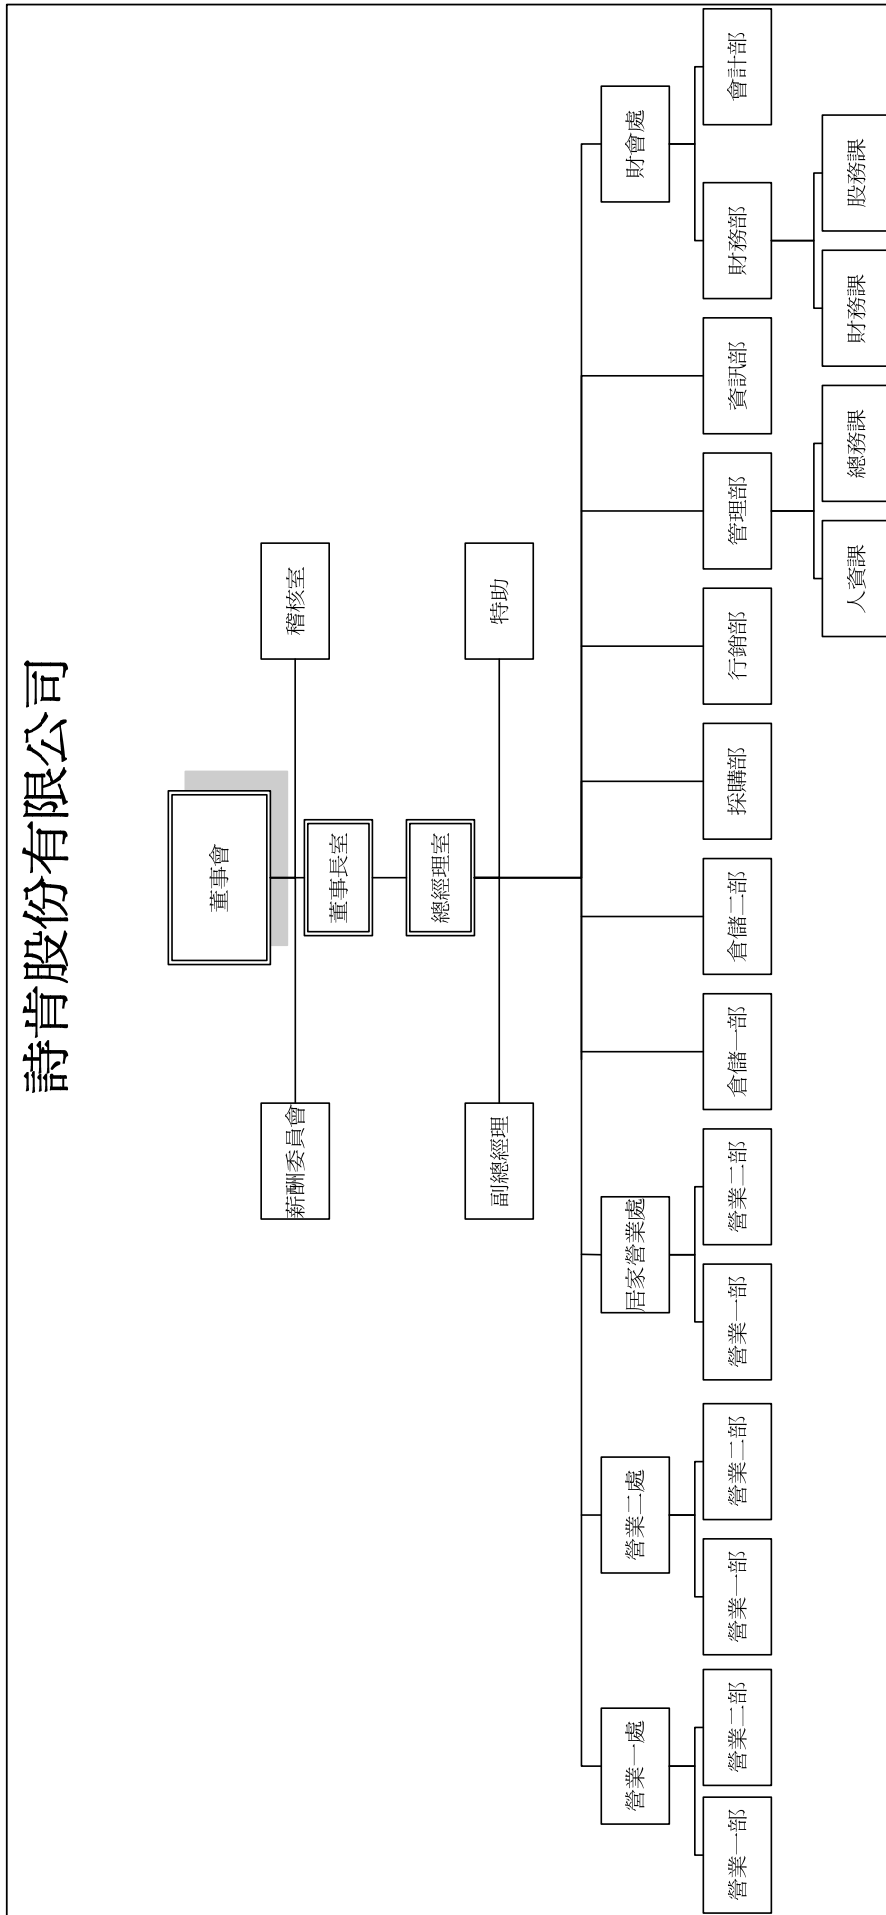 詩肯股份有限公司
董事會
薪酬委員會
稽核室
董事長室
總經理室
副總經理
特助
營業一處
營業二處
居家營業處
財會處
營業一部
營業二部
營業一部
營業二部
營業一部
營業二部
倉儲一部
倉儲二部
採購部
行銷部
管理部
資訊部
財務部
會計部
人資課
總務課
財務課
股務課